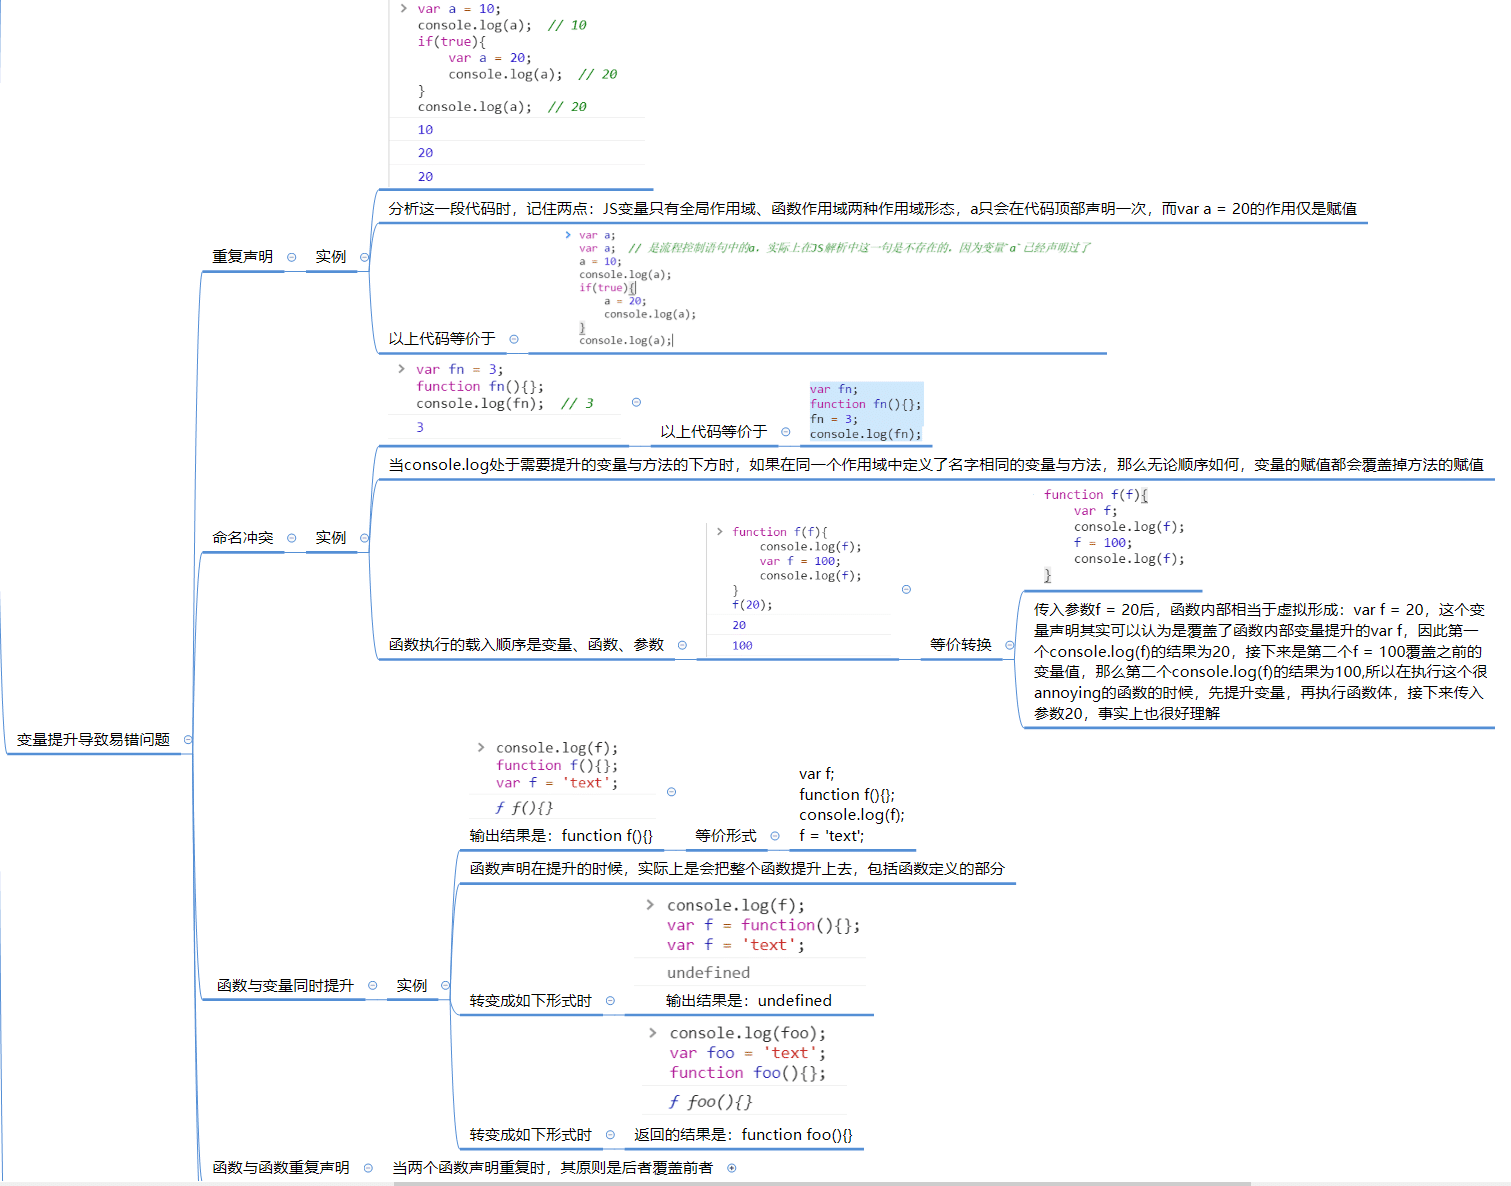 var a = 10;
console.log(a);  // 10
if(true){
    var a = 20;
    console.log(a);  // 20
}
console.log(a);  // 20
10
20
20
分析这一段代码时，记住两点：JS变量只有全局作用域、函数作用域两种作用域形态，a只会在代码顶部声明一次，而var a = 20的作用仅是赋值
重复声明
实例
var a;
var a;  // 是流程控制语句中的a．实际上在JS解析中这一句是不存在的．因为变量`a`已经声明过了
a = 10;
console.log(a);
if(true){
    a = 20;
    console.log(a);
}
console.log(a);
以上代码等价于
var fn = 3;
function fn(){};
console.log(fn);  // 3
3
以上代码等价于
var fn;
function fn(){};
fn = 3;
console.log(fn);
当console.log处于需要提升的变量与方法的下方时，如果在同一个作用域中定义了名字相同的变量与方法，那么无论顺序如何，变量的赋值都会覆盖掉方法的赋值
命名冲突
实例
function f(f){
    console.log(f);
    var f = 100;
    console.log(f);
}
f(20);
20
100
函数执行的载入顺序是变量、函数、参数
等价转换
function f(f){
    var f;
    console.log(f);
    f = 100;
    console.log(f);
}
传入参数f = 20后，函数内部相当于虚拟形成：var f = 20，这个变
量声明其实可以认为是覆盖了函数内部变量提升的var f，因此第一
个console.log(f)的结果为20，接下来是第二个f = 100覆盖之前的
变量值，那么第二个console.log(f)的结果为100,所以在执行这个很
annoying的函数的时候，先提升变量，再执行函数体，接下来传入
参数20，事实上也很好理解
变量提升导致易错问题
console.log(f);
function f(){};
var f = 'text';
f f(){}
输出结果是：function f(){}
等价形式
var f;
function f(){};
console.log(f);
f = 'text';
函数声明在提升的时候，实际上是会把整个函数提升上去，包括函数定义的部分
函数与变量同时提升
实例
console.log(f);
var f = function(){};
var f = 'text';
undefined
转变成如下形式时
输出结果是：undefined
console.log(foo);
var foo = 'text';
function foo(){};
f foo(){}
转变成如下形式时
返回的结果是：function foo(){}
函数与函数重复声明
当两个函数声明重复时，其原则是后者覆盖前者